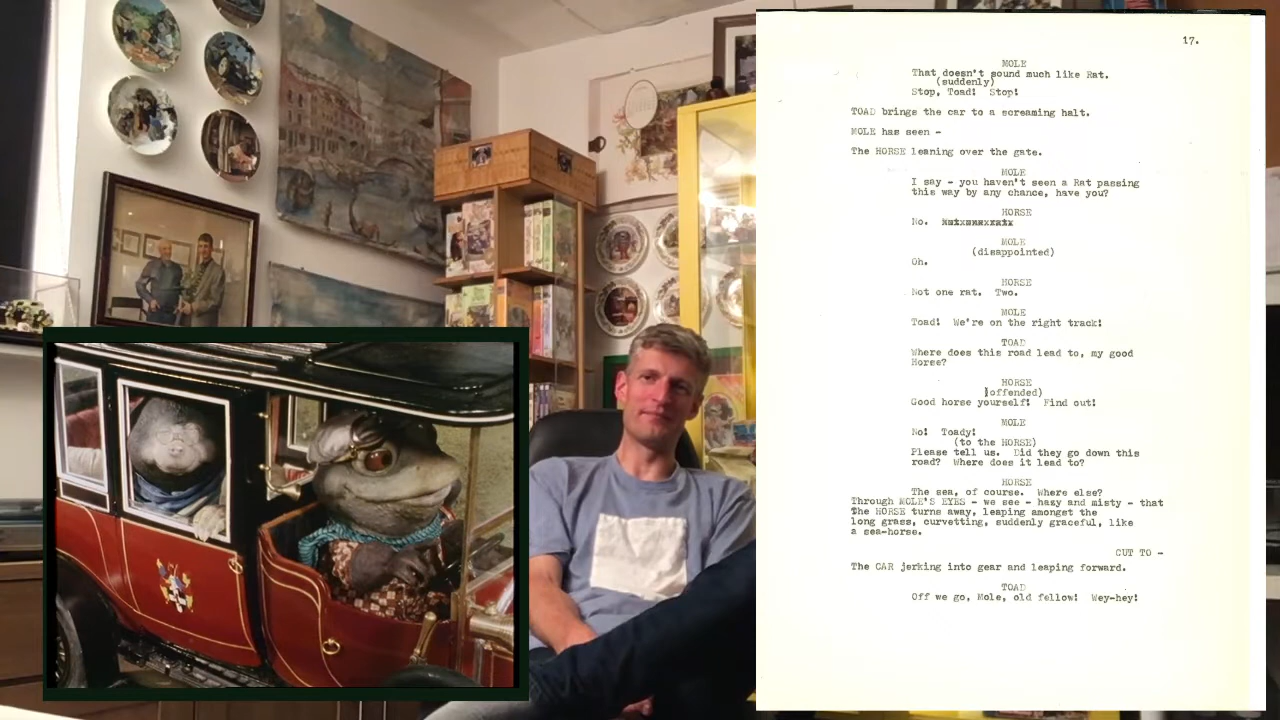 17.
MOLE
That doesn't sound much like Rat.
(suddenly)
Stop, Toad! Stop!
TOAD brings the car to a screaming halt.
MOLE has seen -
The HORSE leaning over the gate.
MOLE
I say - you haven't seen a Rat passing
this way by any chance, have you?
HORSE
No.
MOLE
(disappointed)
Oh.
HORSE
Not one rat. Two.
MOLE
Toad! We're on the right track!
TOAD
Where does this road lead to, my good
Horse?
HORSE
(offended)
Good horse yourself! Find out!
MOLE
No! Toady!
(to the HORSE)
Please tell us. Did they go down this
road? Where does it lead to?
HORSE
The sea, of course. Where else?
Through MOLE'S EYES - we see - hazy and misty - that
the HORSE turns away, leaping amongst the
long grass, curvetting, suddenly graceful, like
a sea-horse.
CUT TO -
The CAR jerking into gear and leaping forward.
TOAD
Off we go, Mole, old fellow! Wey-hey!